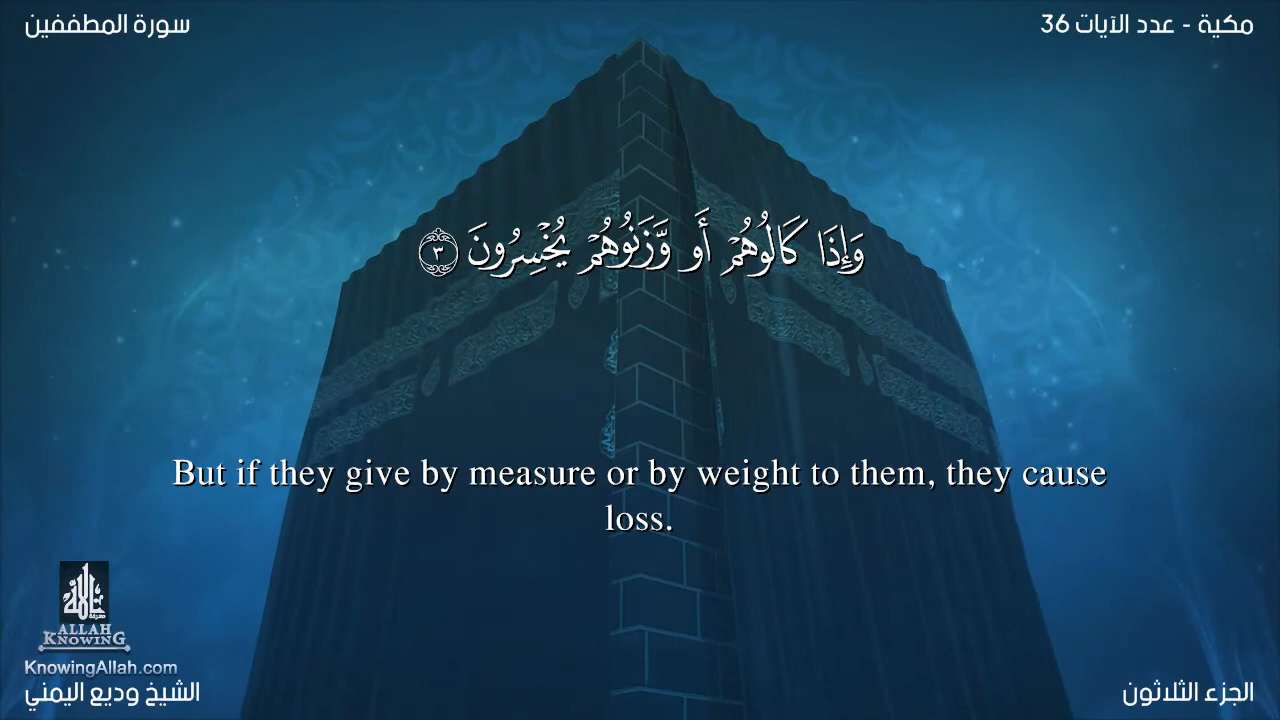 سورة المطففين
مكية - عدد الآيات 36
وَإِذَا كَالُوهُمْ أَو وَّزَنُوهُمْ يُخْسِرُونَ ٣
But if they give by measure or by weight to them, they cause
loss.
ALLAH
KNOWING
KnowingAllah.com
الشيخ وديع اليمني
الجزء الثلاثون